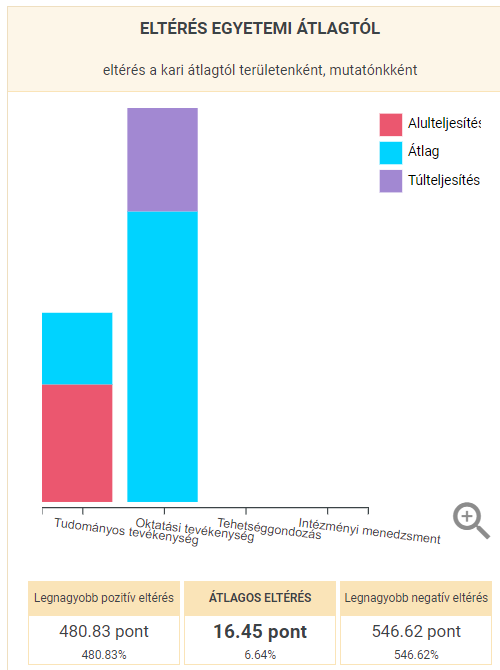 ELTÉRÉS EGYETEMI ÁTLAGTÓL
eltérés a kari átlagtól területenként, mutatónkként
Alulteljesítés
Átlag
Túlteljesítés
Tudományos tevékenység
Oktatási tevékenység
Tehetséggondozás
Intézményi menedzsment
Legnagyobb pozitív eltérés
480.83 pont
480.83%
ÁTLAGOS ELTÉRÉS
16.45 pont
6.64%
Legnagyobb negatív eltérés
546.62 pont
546.62%